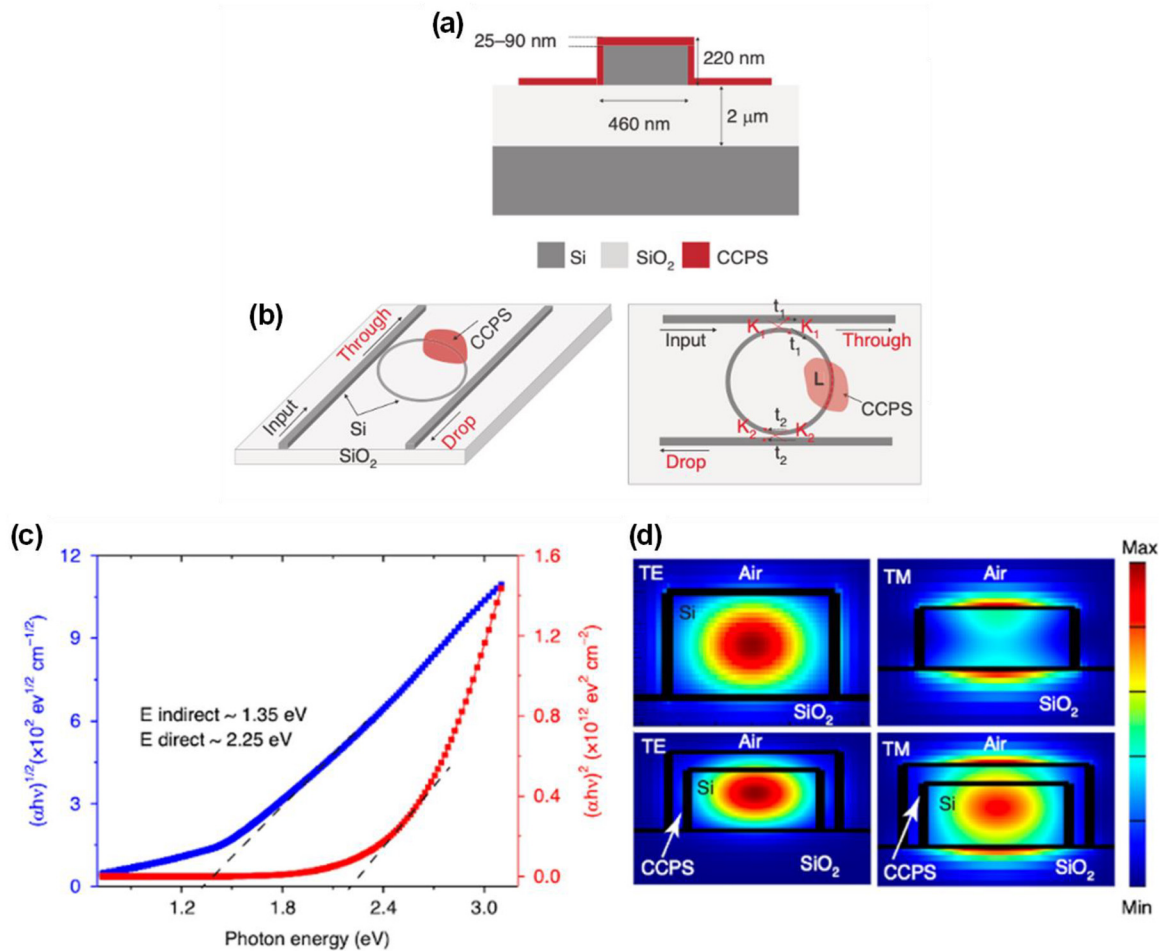 (a)
25–90 nm
220 nm
460 nm
2 μm
Si
SiO₂
CCPS
(b)
Through
CCPS
Input
Si
Drop
SiO₂
t₁
K₁
K₁
t₁
Input
Through
L
CCPS
t₂
K₂
K₂
t₂
Drop
(c)
12
9
6
3
0
(αhν)^1/2 (×10² ev^1/2 cm^-1/2)
E indirect ~ 1.35 eV
E direct ~ 2.25 eV
1.6
1.2
0.8
0.4
0.0
(αhν)² (×10¹² ev² cm⁻²)
1.2
1.8
2.4
3.0
Photon energy (eV)
(d)
TE
Air
Si
SiO₂
TM
Air
SiO₂
TE
Air
Si
CCPS
SiO₂
TM
Air
Si
CCPS
SiO₂
Max
Min